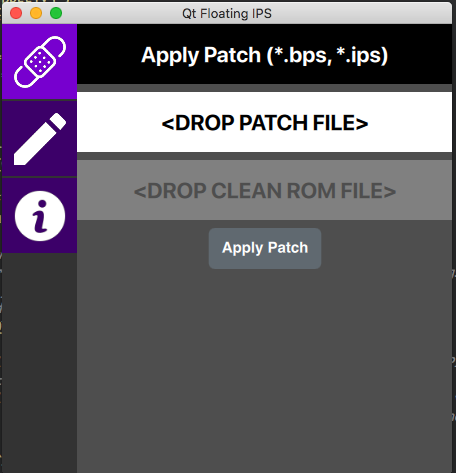 Qt Floating IPS
Apply Patch (*.bps, *.ips)
<DROP PATCH FILE>
<DROP CLEAN ROM FILE>
Apply Patch